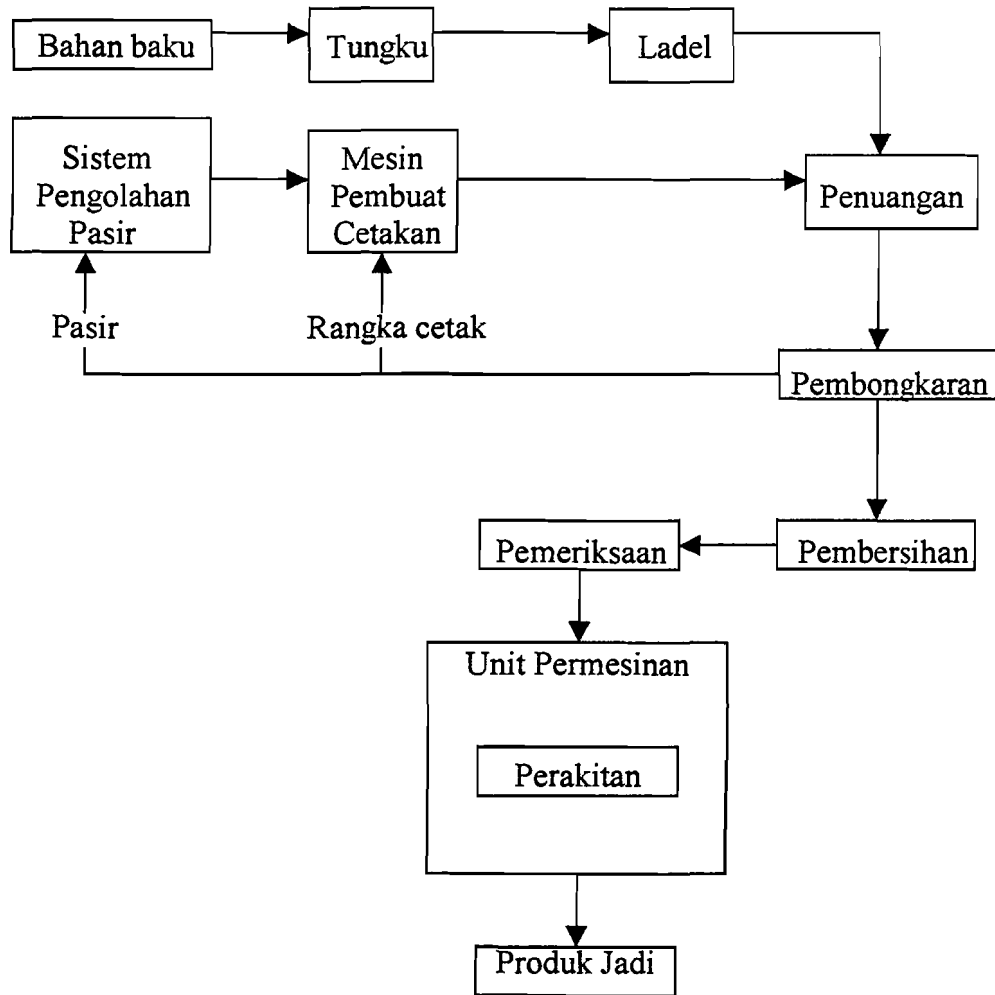 Bahan baku
Tungku
Ladel
Sistem
Pengolahan
Pasir
Mesin
Pembuat
Cetakan
Penuangan
Pasir
Rangka cetak
Pembongkaran
Pemeriksaan
Pembersihan
Unit Permesinan
Perakitan
Produk Jadi